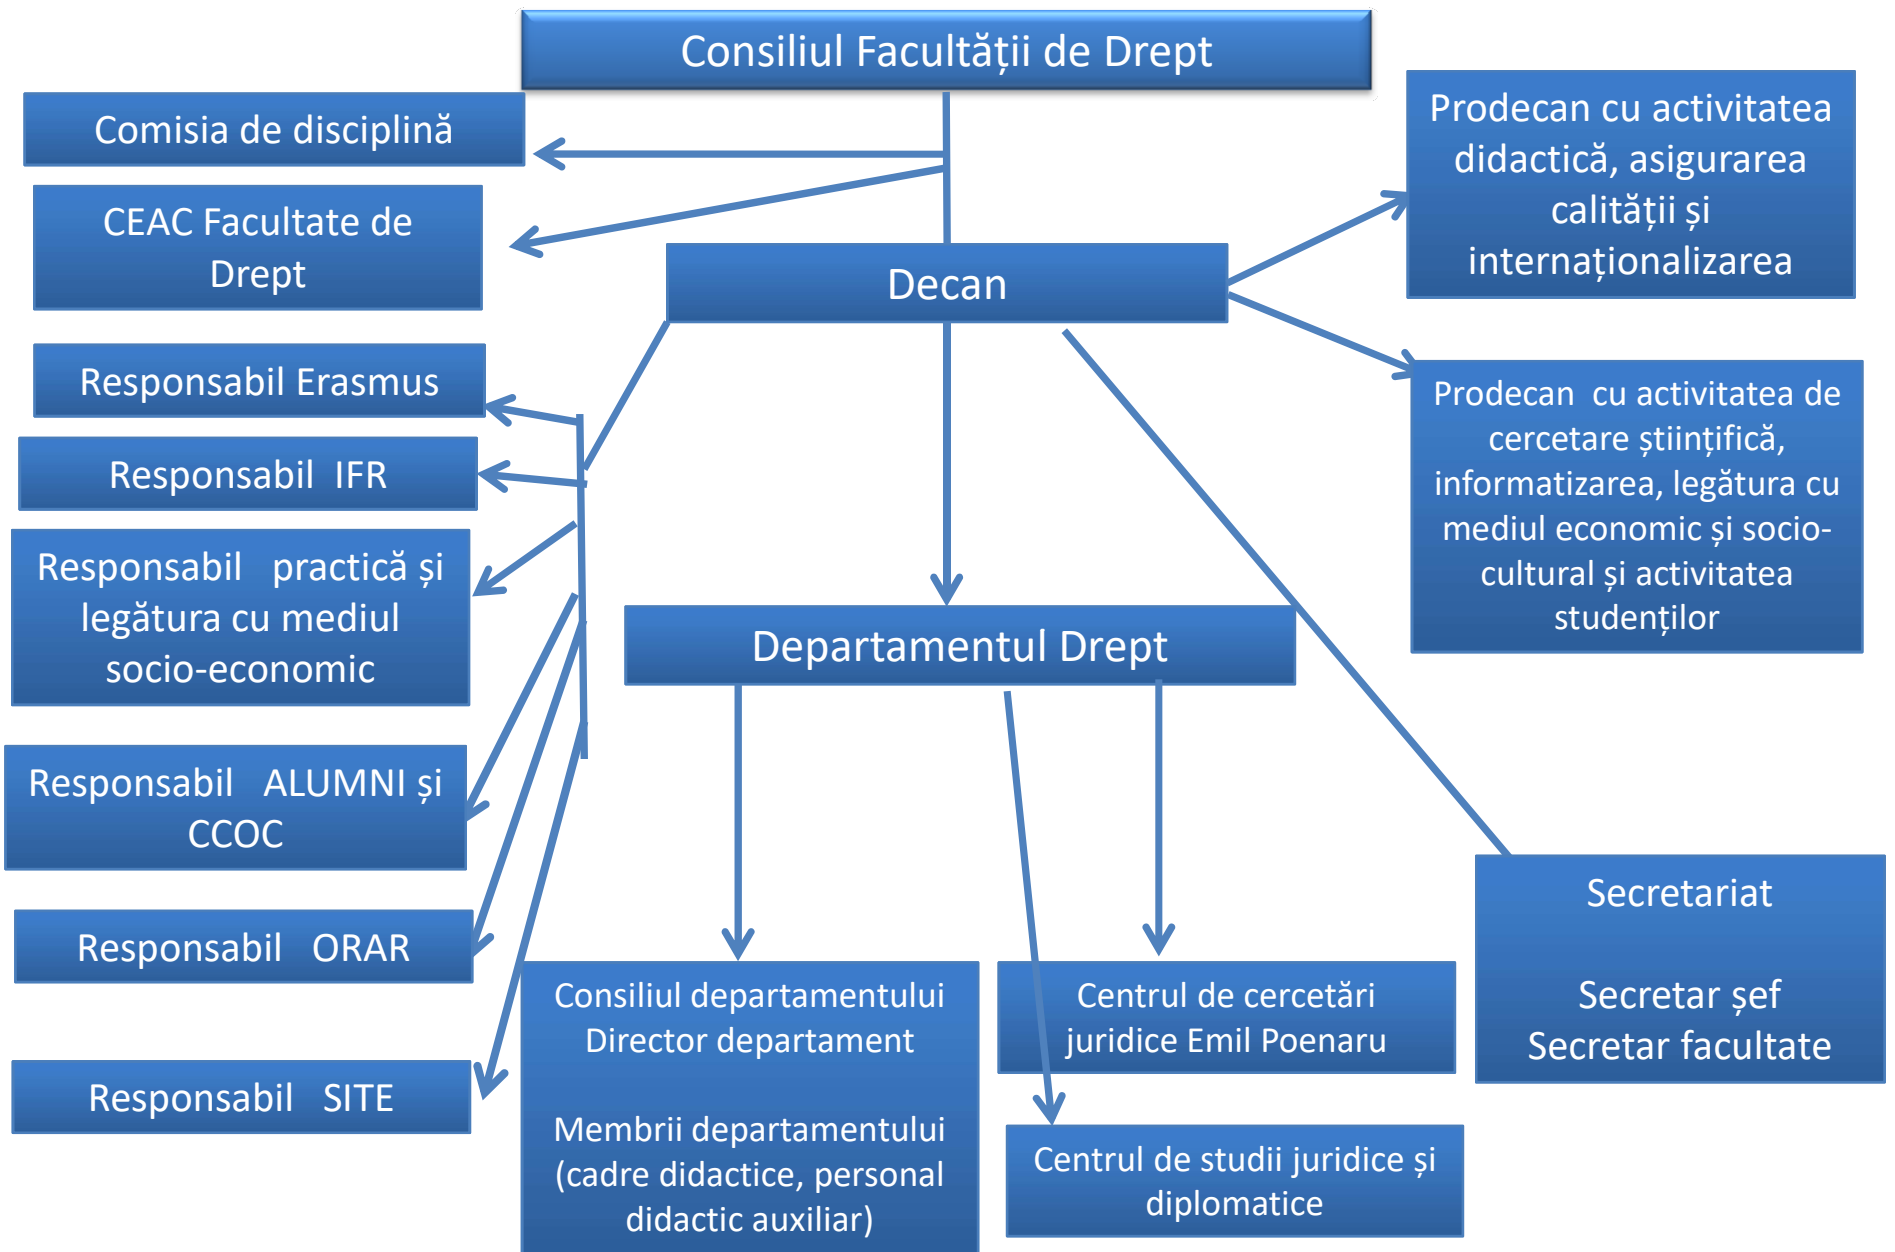 Consiliul Facultății de Drept
Comisia de disciplină
CEAC Facultate de
Drept
Decan
Prodecan cu activitatea
didactică, asigurarea
calității și
internaționalizarea
Prodecan cu activitatea de
cercetare științifică,
informatizarea, legătura cu
mediul economic și socio-
cultural și activitatea
studenților
Responsabil Erasmus
Responsabil IFR
Responsabil practică și
legătura cu mediul
socio-economic
Responsabil ALUMNI și
CCOC
Responsabil ORAR
Responsabil SITE
Departamentul Drept
Consiliul departamentului
Director departament
Membrii departamentului
(cadre didactice, personal
didactic auxiliar)
Centrul de cercetări
juridice Emil Poenaru
Centrul de studii juridice și
diplomatice
Secretariat
Secretar șef
Secretar facultate